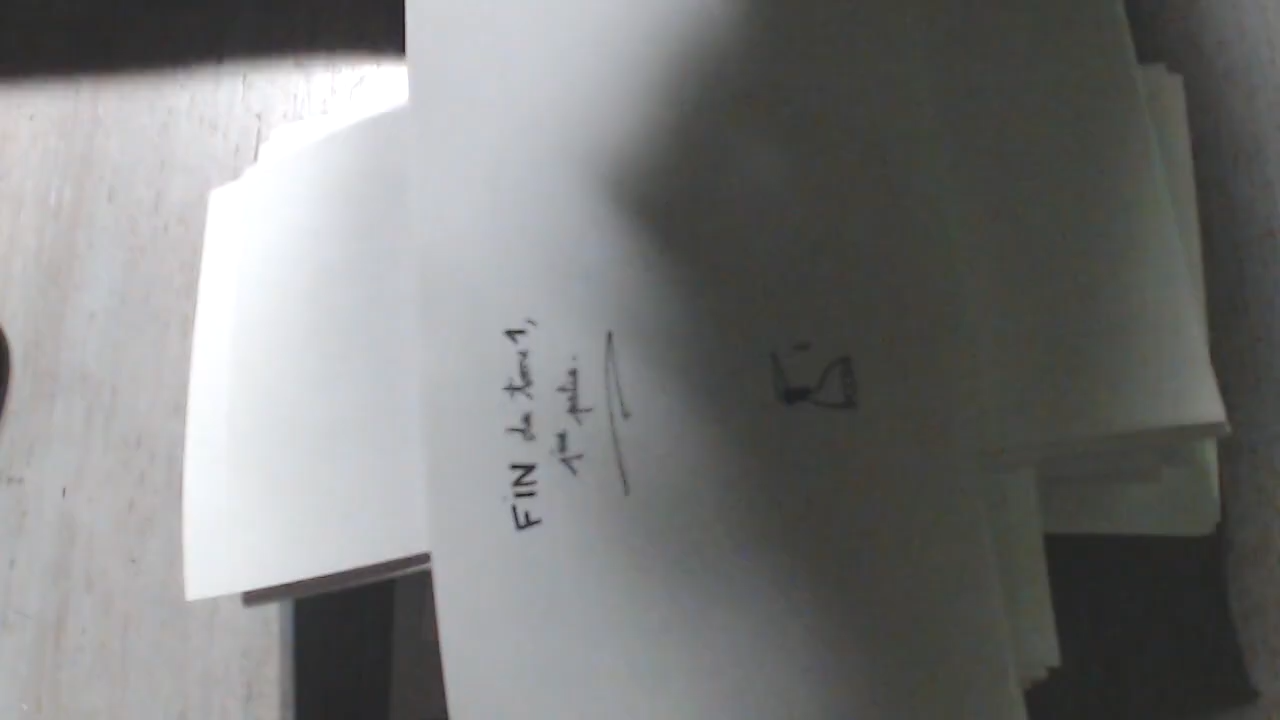 FIN du tome 1,
1ère partie.